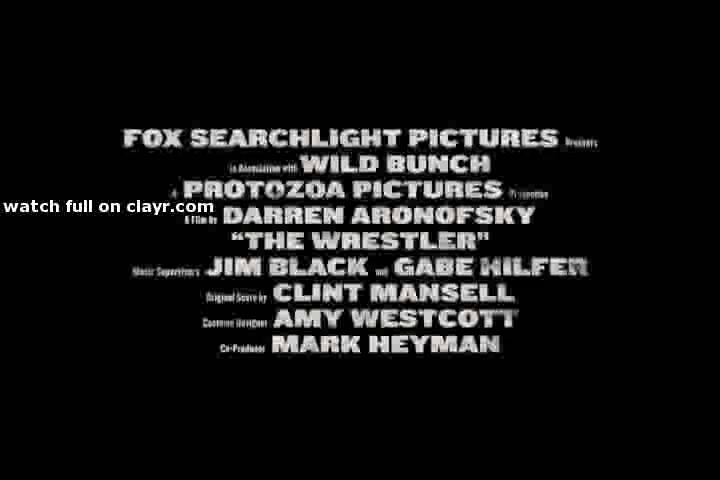 FOX SEARCHLIGHT PICTURES Presents
in Association with WILD BUNCH
A PROTOZOA PICTURES Production
watch full on clayr.com
A Film by DARREN ARONOFSKY
“THE WRESTLER”
Music Supervisors JIM BLACK and GABE HILFER
Original Score by CLINT MANSELL
Costume Designer AMY WESTCOTT
Co-Producer MARK HEYMAN